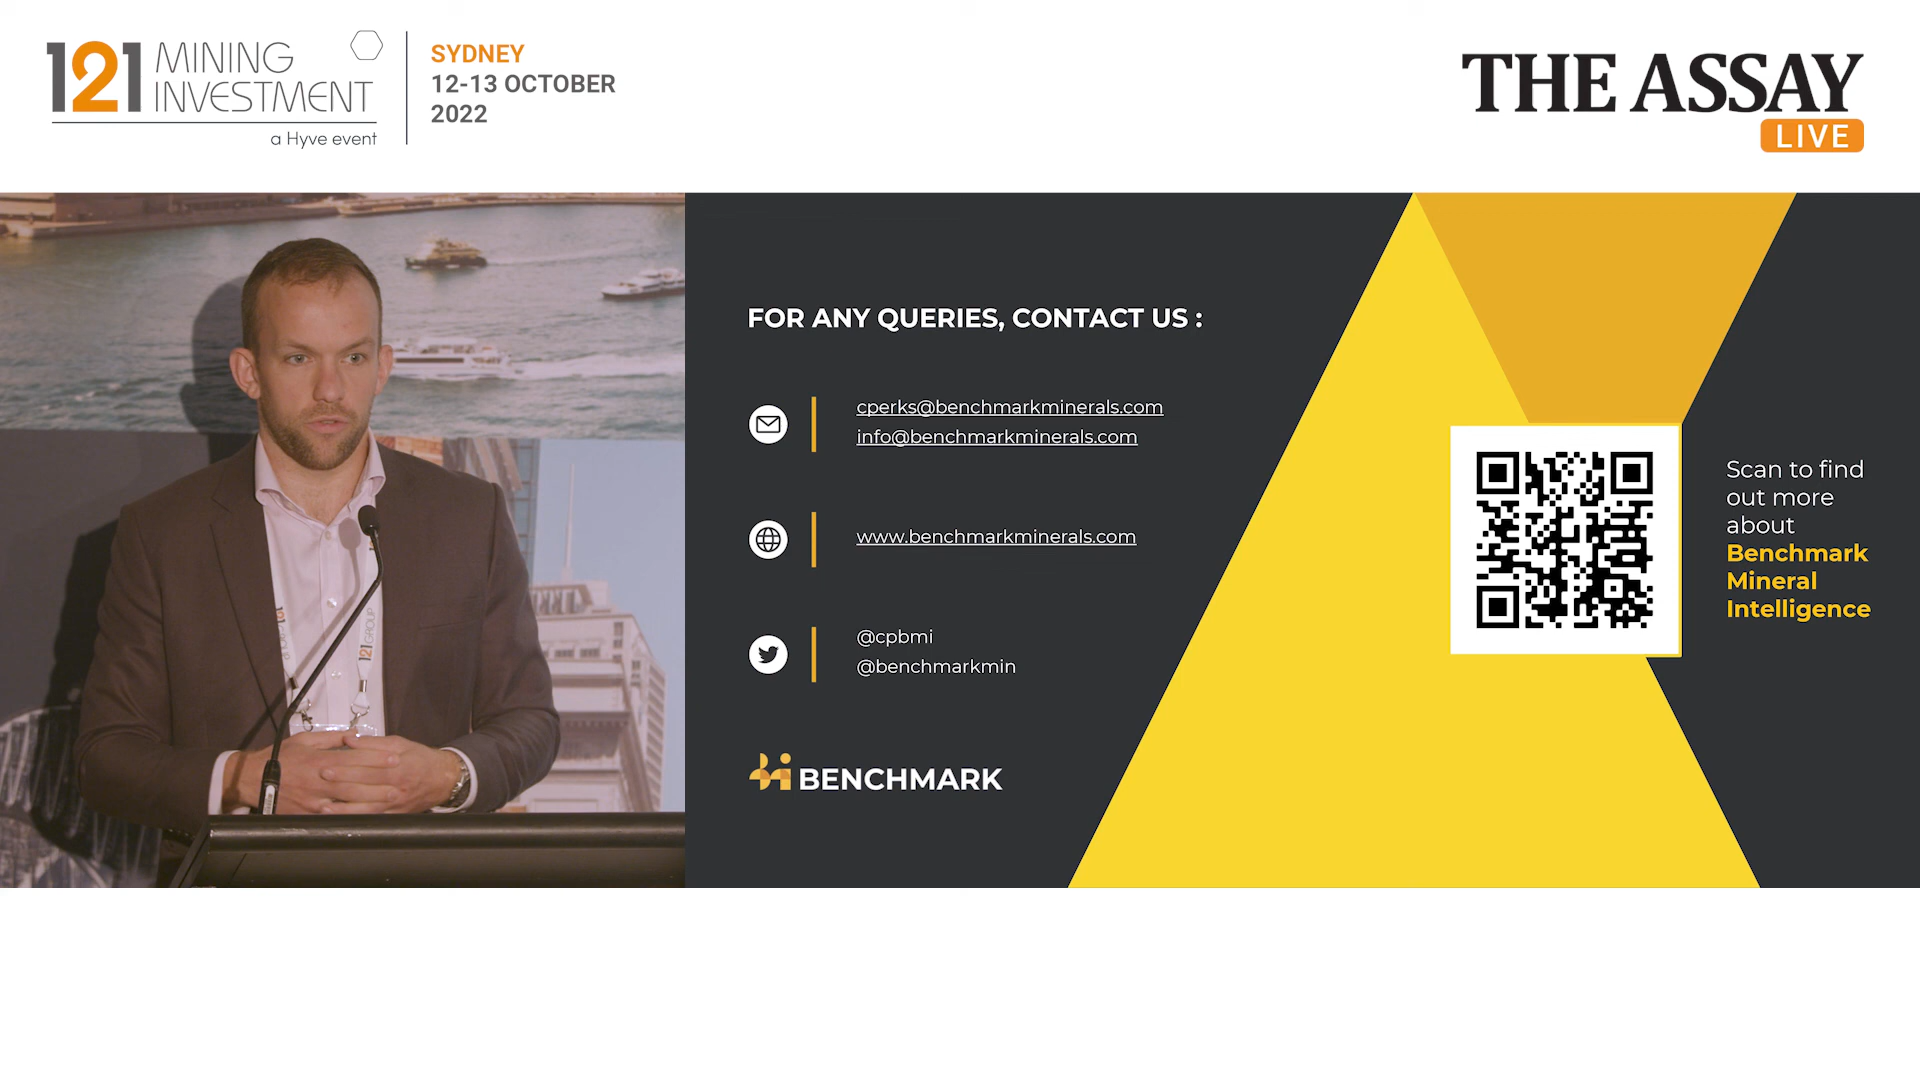 121 MINING
INVESTMENT
a Hyve event
SYDNEY
12-13 OCTOBER
2022
THE ASSAY
LIVE
FOR ANY QUERIES, CONTACT US :
cperks@benchmarkminerals.com
info@benchmarkminerals.com
www.benchmarkminerals.com
@cpbmi
@benchmarkmin
BENCHMARK
Scan to find
out more
about
Benchmark
Mineral
Intelligence
121 GROUP